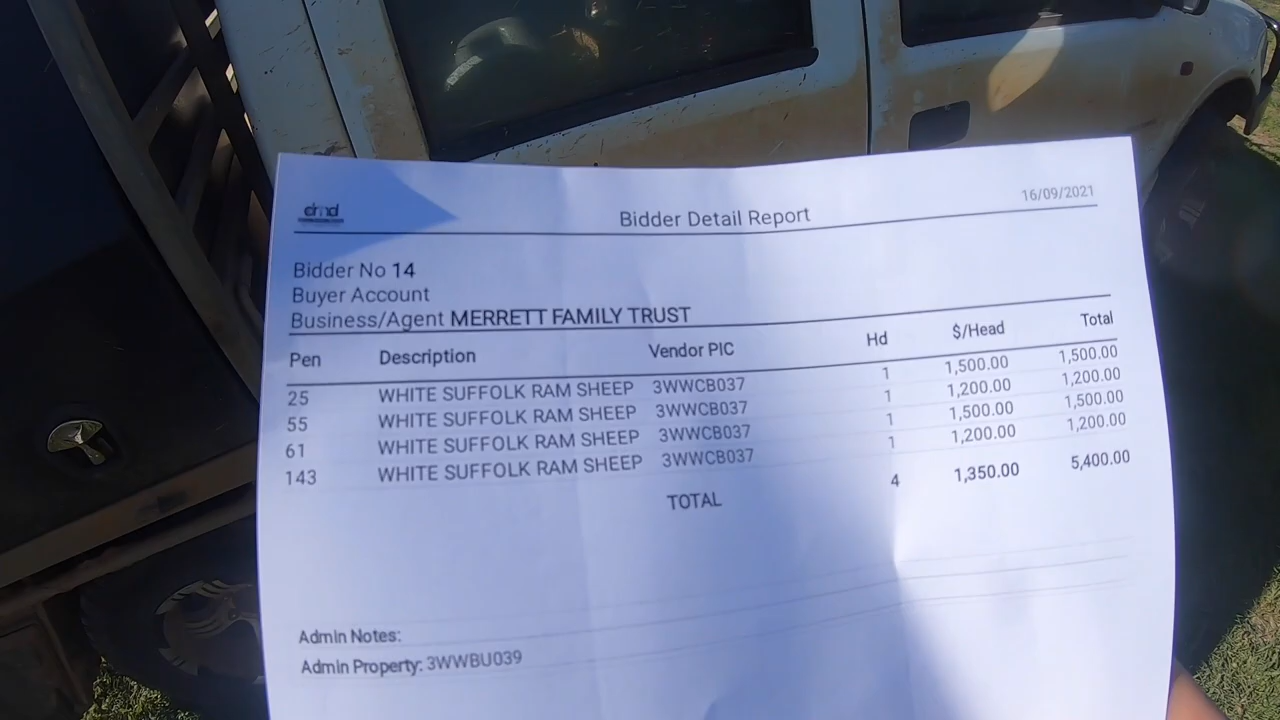 dmd
16/09/2021
Bidder Detail Report
Bidder No 14
Buyer Account
Business/Agent MERRETT FAMILY TRUST
Pen Description Vendor PIC Hd $/Head Total
25 WHITE SUFFOLK RAM SHEEP 3WWCB037 1 1,500.00 1,500.00
55 WHITE SUFFOLK RAM SHEEP 3WWCB037 1 1,200.00 1,200.00
61 WHITE SUFFOLK RAM SHEEP 3WWCB037 1 1,500.00 1,500.00
143 WHITE SUFFOLK RAM SHEEP 3WWCB037 1 1,200.00 1,200.00
TOTAL 4 1,350.00 5,400.00
Admin Notes:
Admin Property: 3WWBU039